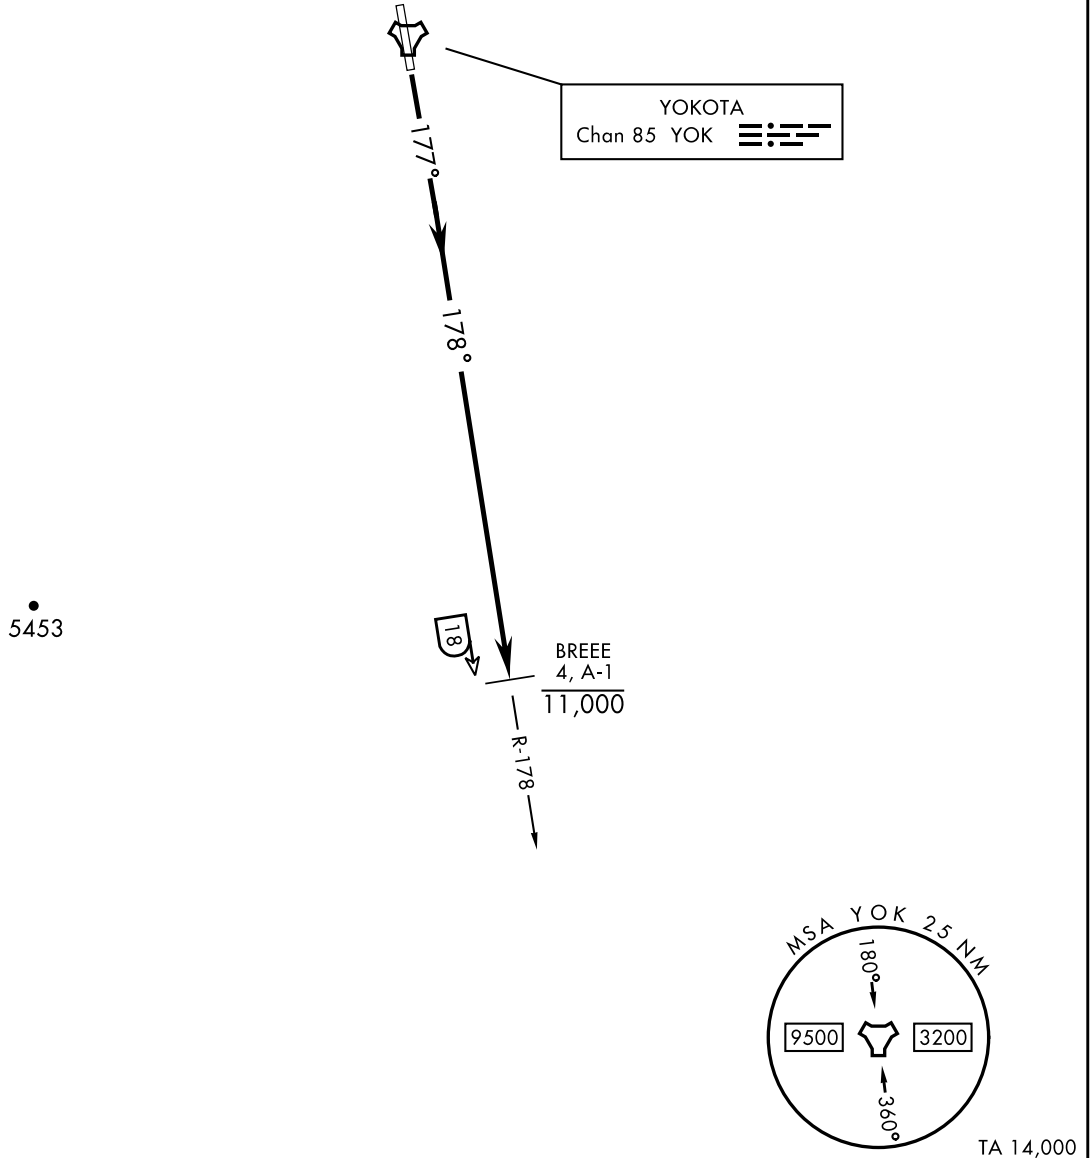 YOKOTA
Chan 85 YOK
177°
178°
5453
18
BREEE
4, A-1
11,000
R-178
MSA YOK 25 NM
180°
9500
3200
360°
TA 14,000